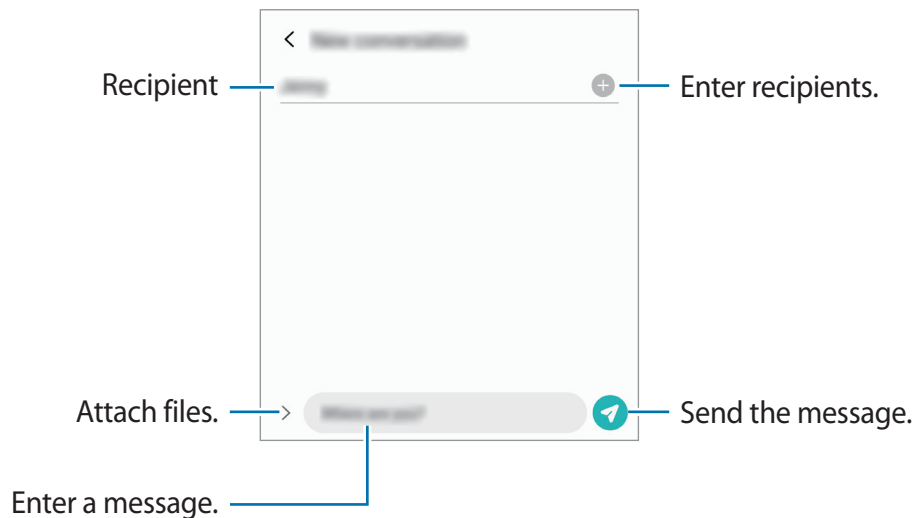 Recipient
Enter recipients.
Attach files.
Send the message.
Enter a message.